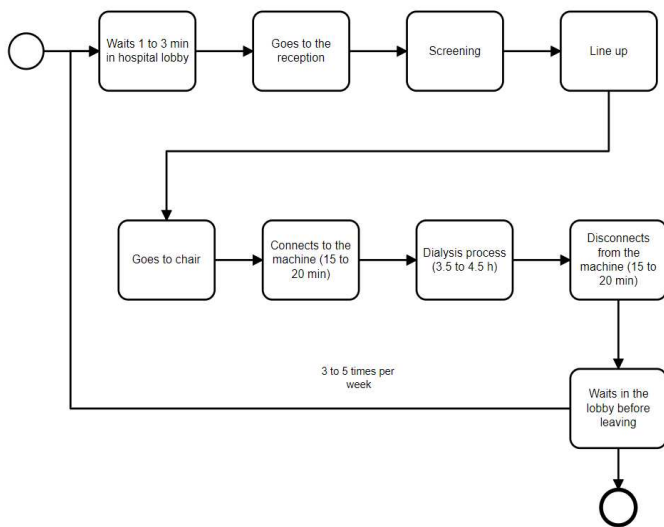 Waits 1 to 3 min
in hospital lobby
Goes to the
reception
Screening
Line up
Goes to chair
Connects to the
machine (15 to
20 min)
Dialysis process
(3.5 to 4.5 h)
Disconnects
from the
machine (15 to
20 min)
3 to 5 times per
week
Waits in the
lobby before
leaving